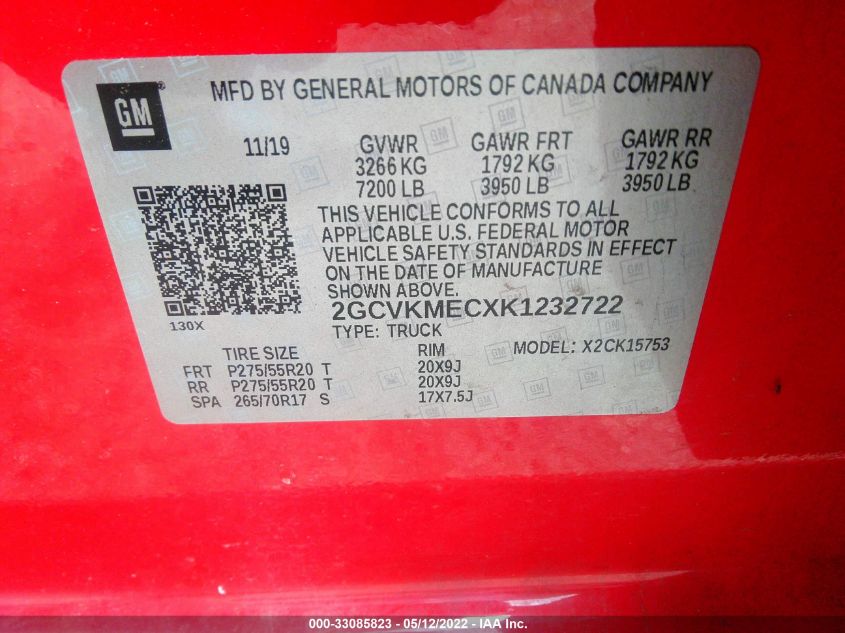 GM
MFD BY GENERAL MOTORS OF CANADA COMPANY
11/19 GVWR GAWR FRT GAWR RR
3266 KG 1792 KG 1792 KG
7200 LB 3950 LB 3950 LB
THIS VEHICLE CONFORMS TO ALL
APPLICABLE U.S. FEDERAL MOTOR
VEHICLE SAFETY STANDARDS IN EFFECT
ON THE DATE OF MANUFACTURE
SHOWN ABOVE.
2GCVKMECXK1232722
130X
TYPE: TRUCK MODEL: X2CK15753
TIRE SIZE RIM
FRT P275/55R20 T 20X9J
RR P275/55R20 T 20X9J
SPA 265/70R17 S 17X7.5J
000-33085823 - 05/12/2022 - IAA Inc.